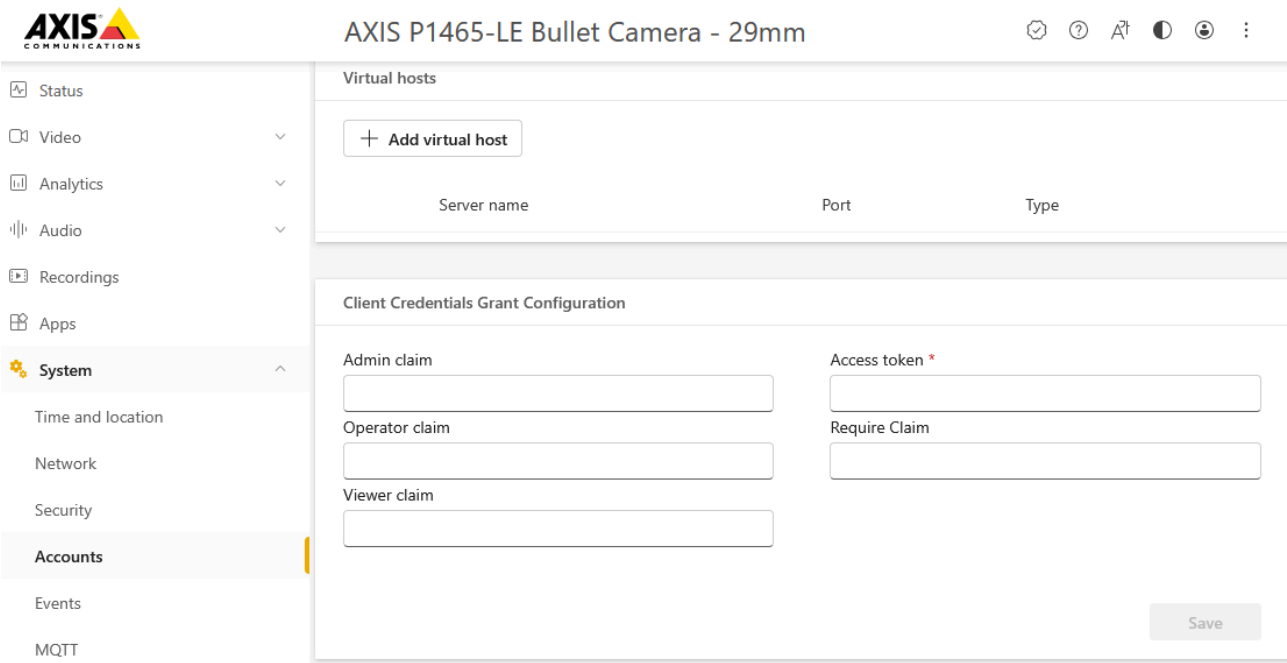 AXIS
COMMUNICATIONS
AXIS P1465-LE Bullet Camera - 29mm
Status
Video
Analytics
Audio
Recordings
Apps
System
Time and location
Network
Security
Accounts
Events
MQTT
Virtual hosts
+ Add virtual host
Server name Port Type
Client Credentials Grant Configuration
Admin claim Access token *
Operator claim Require Claim
Viewer claim
Save